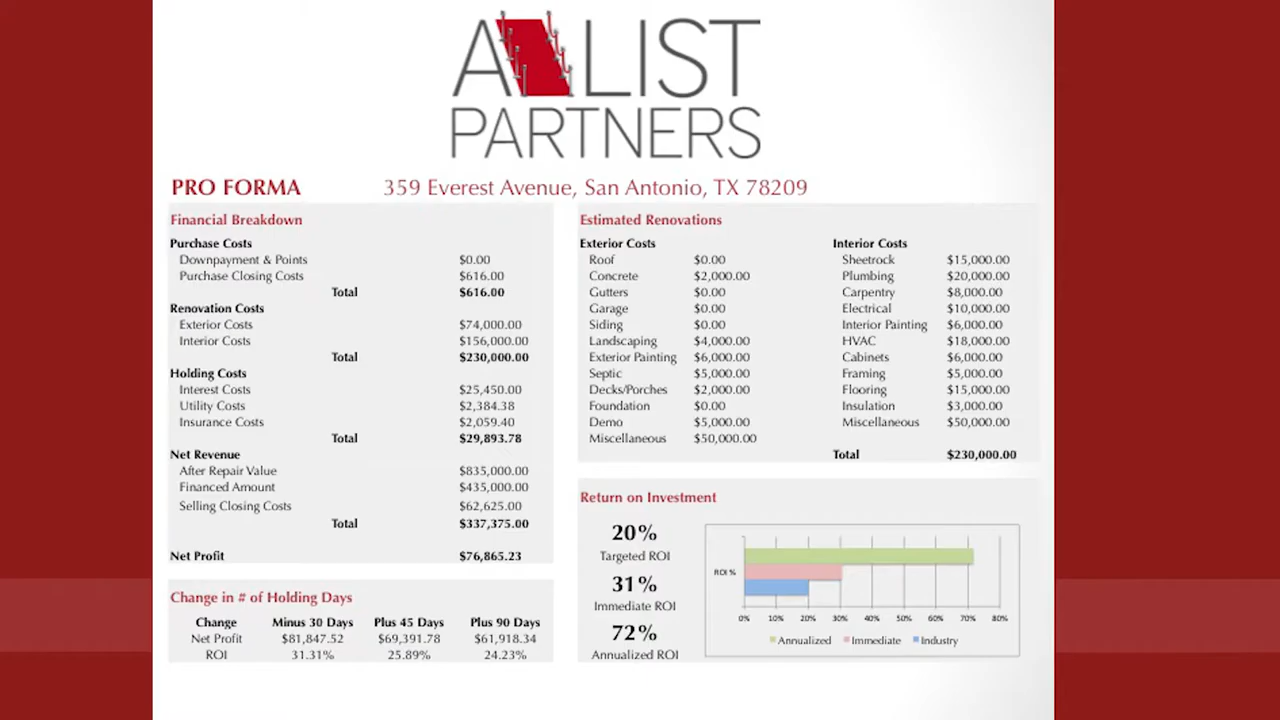 A LIST
PARTNERS
PRO FORMA 359 Everest Avenue, San Antonio, TX 78209
Financial Breakdown
Purchase Costs
Downpayment & Points $0.00
Purchase Closing Costs $616.00
Total $616.00
Renovation Costs
Exterior Costs $74,000.00
Interior Costs $156,000.00
Total $230,000.00
Holding Costs
Interest Costs $25,450.00
Utility Costs $2,384.38
Insurance Costs $2,059.40
Total $29,893.78
Net Revenue
After Repair Value $835,000.00
Financed Amount $435,000.00
Selling Closing Costs $62,625.00
Total $337,375.00
Net Profit $76,865.23
Change in # of Holding Days
Change Minus 30 Days Plus 45 Days Plus 90 Days
Net Profit $81,847.52 $69,391.78 $61,918.34
ROI 31.31% 25.89% 24.23%
Estimated Renovations
Exterior Costs Interior Costs
Roof $0.00 Sheetrock $15,000.00
Concrete $2,000.00 Plumbing $20,000.00
Gutters $0.00 Carpentry $8,000.00
Garage $0.00 Electrical $10,000.00
Siding $0.00 Interior Painting $6,000.00
Landscaping $4,000.00 HVAC $18,000.00
Exterior Painting $6,000.00 Cabinets $6,000.00
Septic $5,000.00 Framing $5,000.00
Decks/Porches $2,000.00 Flooring $15,000.00
Foundation $0.00 Insulation $3,000.00
Demo $5,000.00 Miscellaneous $50,000.00
Miscellaneous $50,000.00
Total $230,000.00
Return on Investment
20%
Targeted ROI
31%
Immediate ROI
72%
Annualized ROI
ROI %
0% 10% 20% 30% 40% 50% 60% 70% 80%
Annualized Immediate Industry